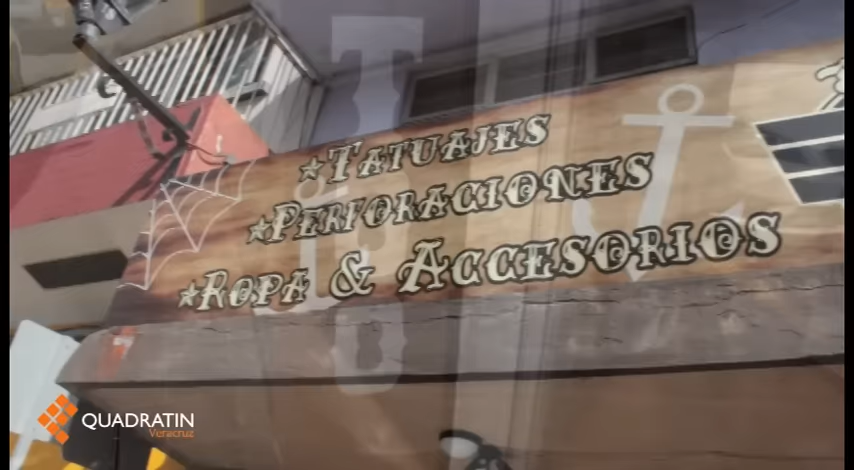 ★TATUAJES
★PERFORACIONES
★ROPA & ACCESORIOS
QUADRATIN
Veracruz